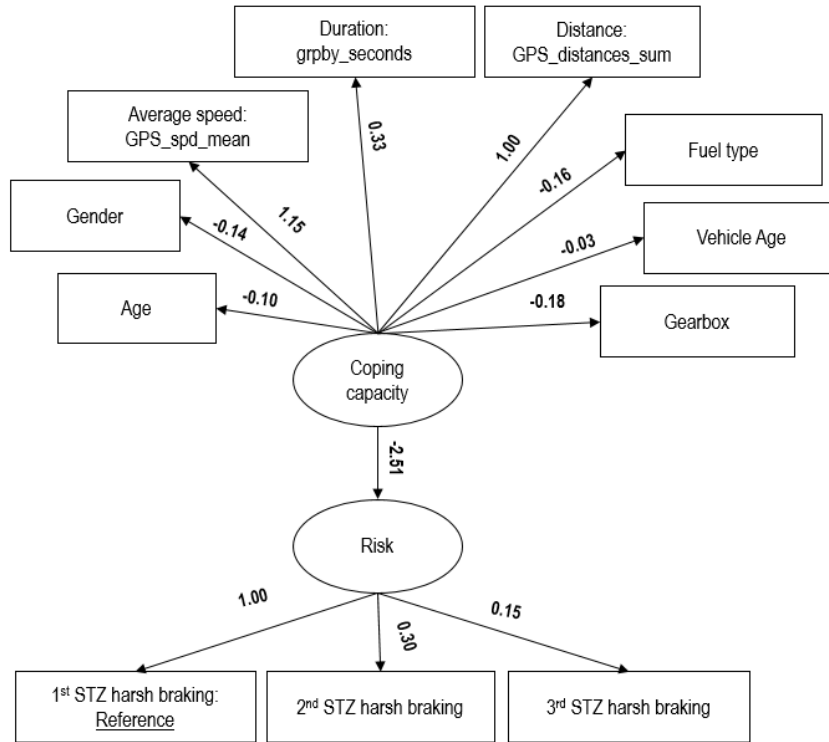 Duration:
grpby_seconds
Distance:
GPS_distances_sum
Average speed:
GPS_spd_mean
Fuel type
Gender
Vehicle Age
Age
Gearbox
0.33
1.00
-0.16
1.15
-0.14
-0.03
-0.10
-0.18
Coping
capacity
-2.51
Risk
1.00
0.30
0.15
1st STZ harsh braking:
Reference
2nd STZ harsh braking
3rd STZ harsh braking